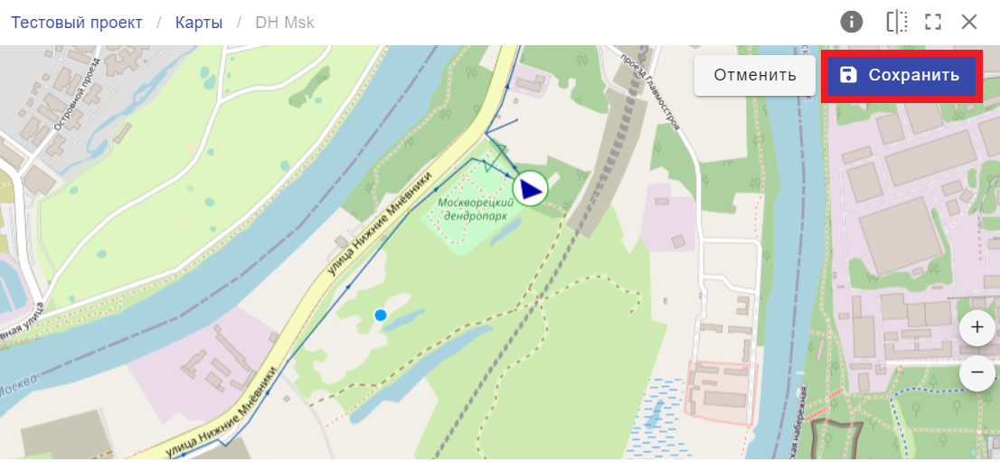 Тестовый проект / Карты / DH Msk
Отменить
Сохранить
Островной проезд
проезд Главмосстроя
улица Нижние Мнёвники
Москворецкий
дендропарк
вная улица
Москва
улица Нижние Мнёвники
ская набережная
+
−